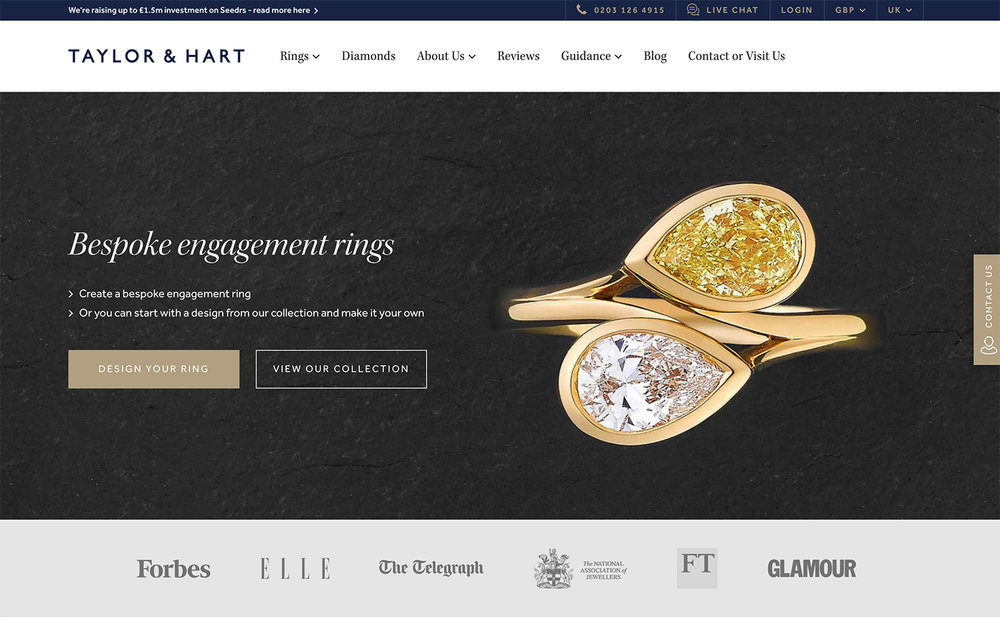 We're raising up to £1.5m investment on Seedrs - read more here
0203 126 4915
LIVE CHAT
LOGIN
GBP
UK
TAYLOR & HART
Rings
Diamonds
About Us
Reviews
Guidance
Blog
Contact or Visit Us
Bespoke engagement rings
Create a bespoke engagement ring
Or you can start with a design from our collection and make it your own
DESIGN YOUR RING
VIEW OUR COLLECTION
CONTACT US
Forbes
ELLE
The Telegraph
The NATIONAL
ASSOCIATION of
JEWELLERS
FT
GLAMOUR